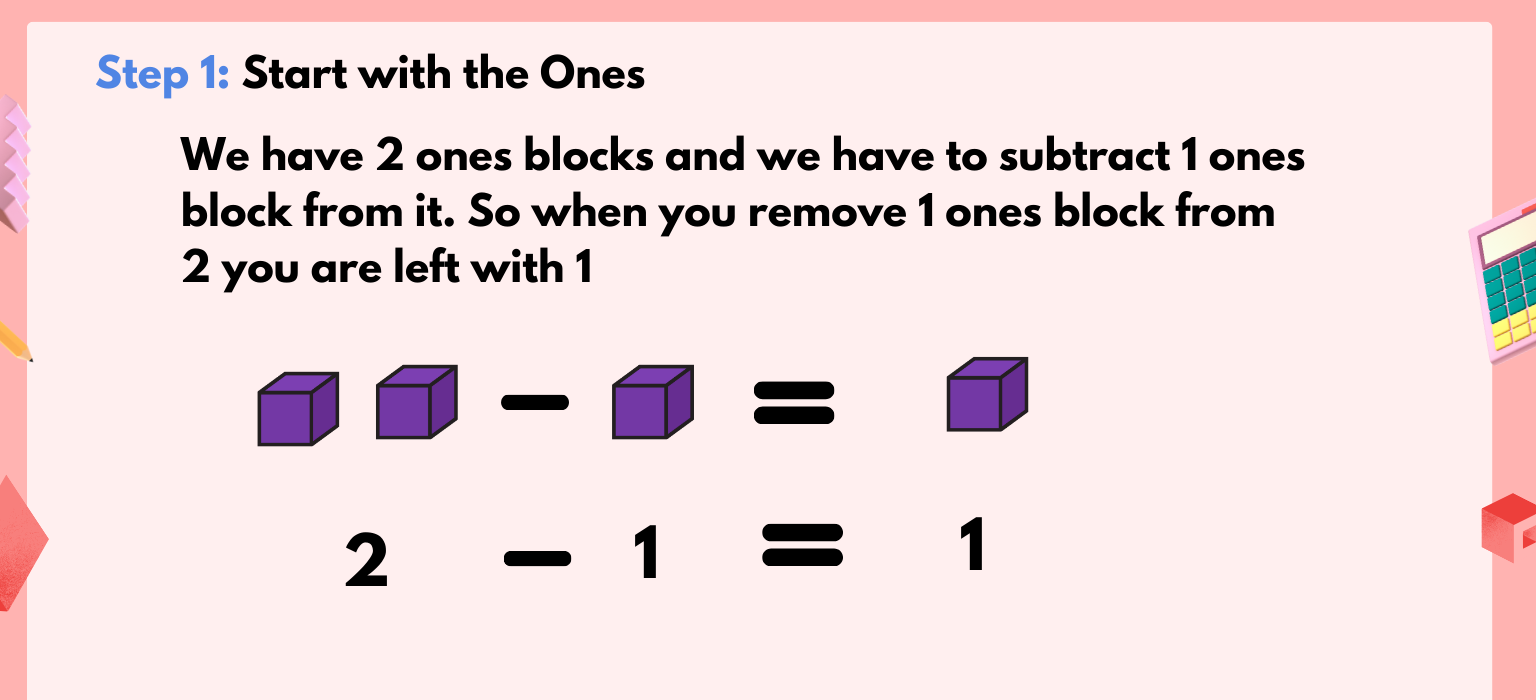 Step 1: Start with the Ones
We have 2 ones blocks and we have to subtract 1 ones
block from it. So when you remove 1 ones block from
2 you are left with 1
2 – 1 = 1